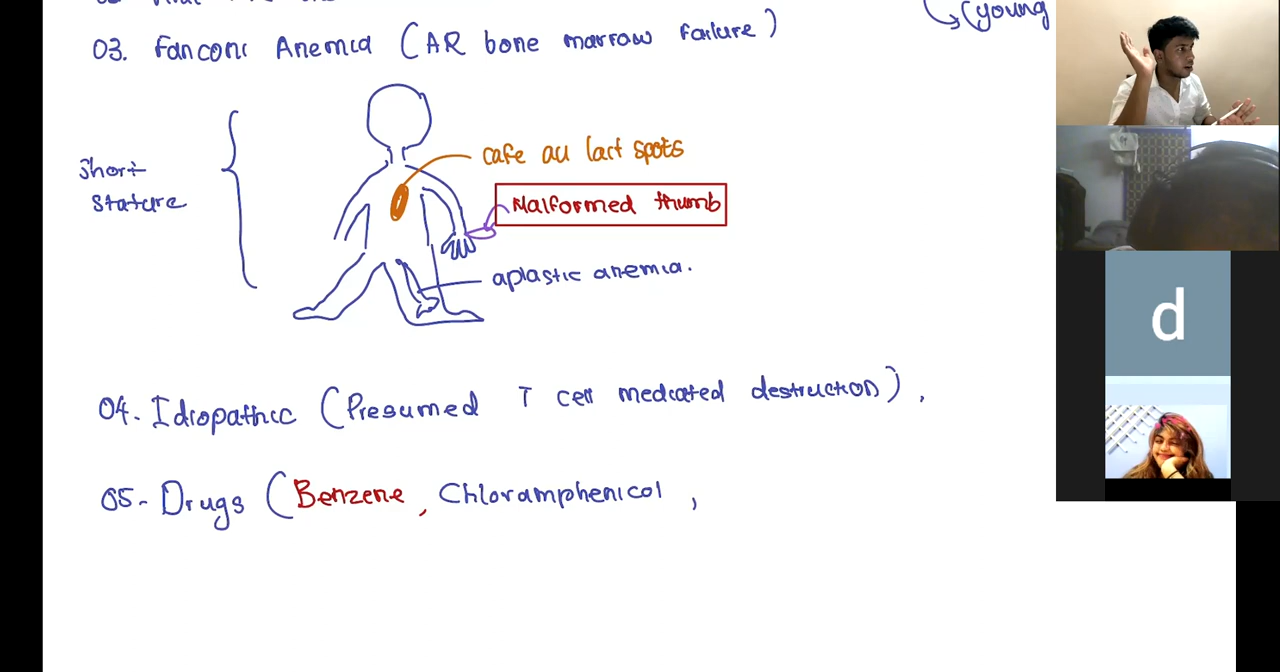 (young
03. Fanconi Anemia (AR bone marrow failure)
cafe au lact spots
Short
stature
Malformed thumb
aplastic anemia.
04. Idiopathic (Presumed T cell mediated destruction),
05- Drugs (Benzene, Chloramphenicol,
d